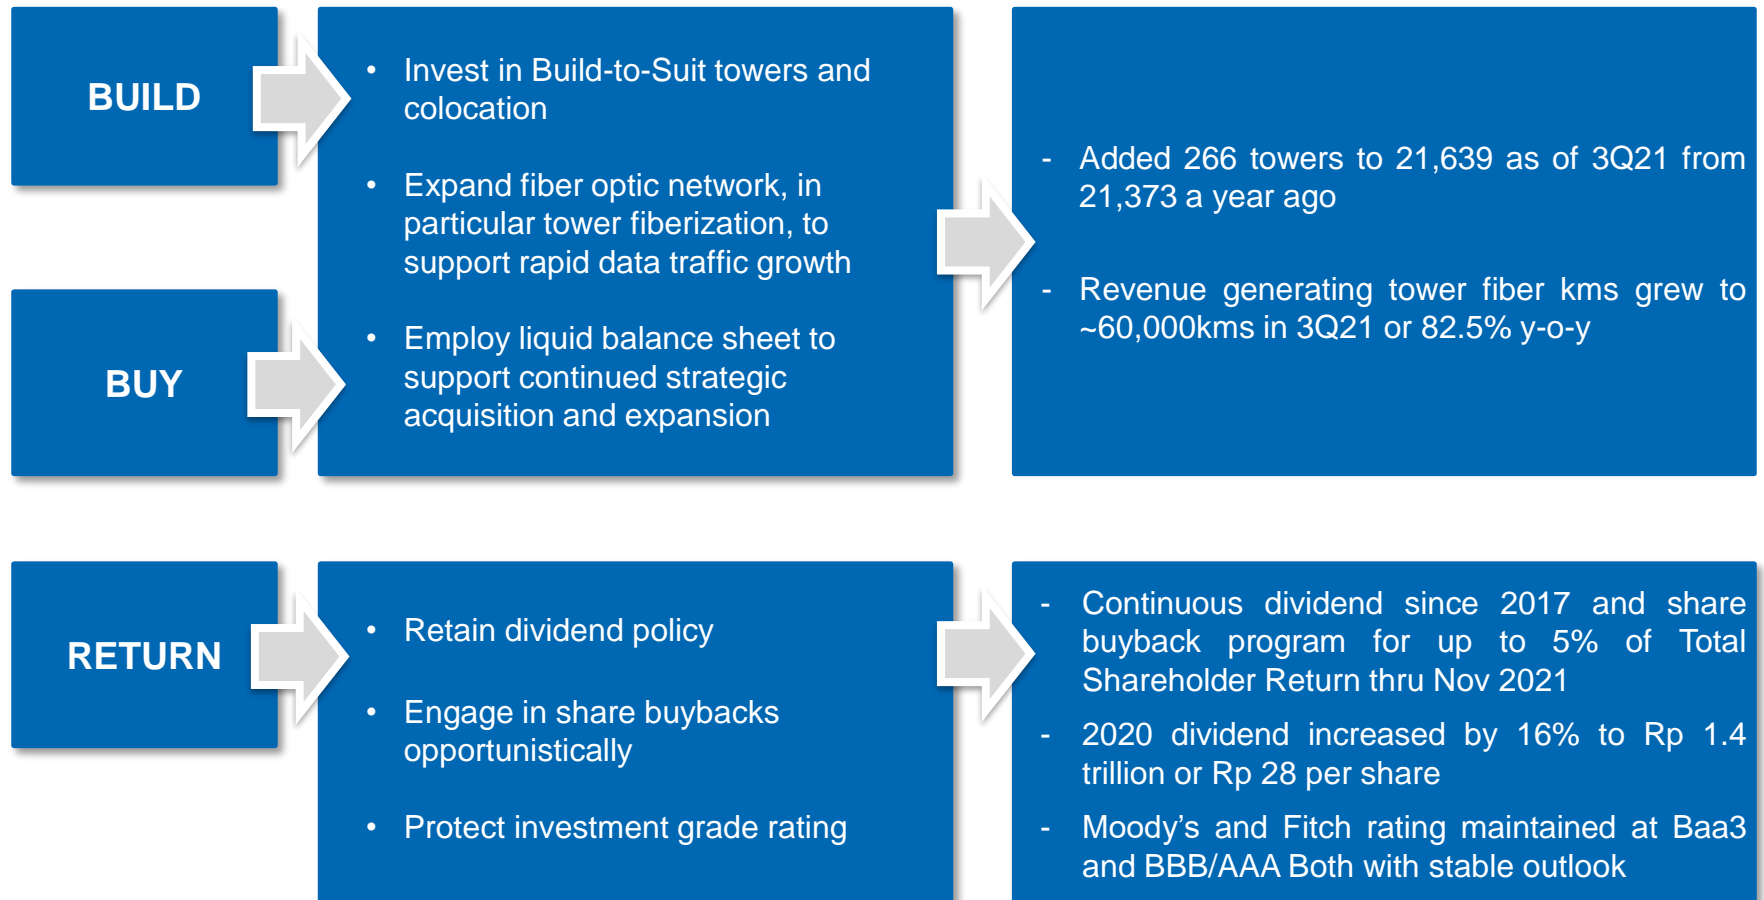 BUILD
• Invest in Build-to-Suit towers and
colocation
• Expand fiber optic network, in
particular tower fiberization, to
support rapid data traffic growth
BUY
• Employ liquid balance sheet to
support continued strategic
acquisition and expansion
- Added 266 towers to 21,639 as of 3Q21 from
21,373 a year ago
- Revenue generating tower fiber kms grew to
~60,000kms in 3Q21 or 82.5% y-o-y
RETURN
• Retain dividend policy
• Engage in share buybacks
opportunistically
• Protect investment grade rating
- Continuous dividend since 2017 and share
buyback program for up to 5% of Total
Shareholder Return thru Nov 2021
- 2020 dividend increased by 16% to Rp 1.4
trillion or Rp 28 per share
- Moody’s and Fitch rating maintained at Baa3
and BBB/AAA Both with stable outlook